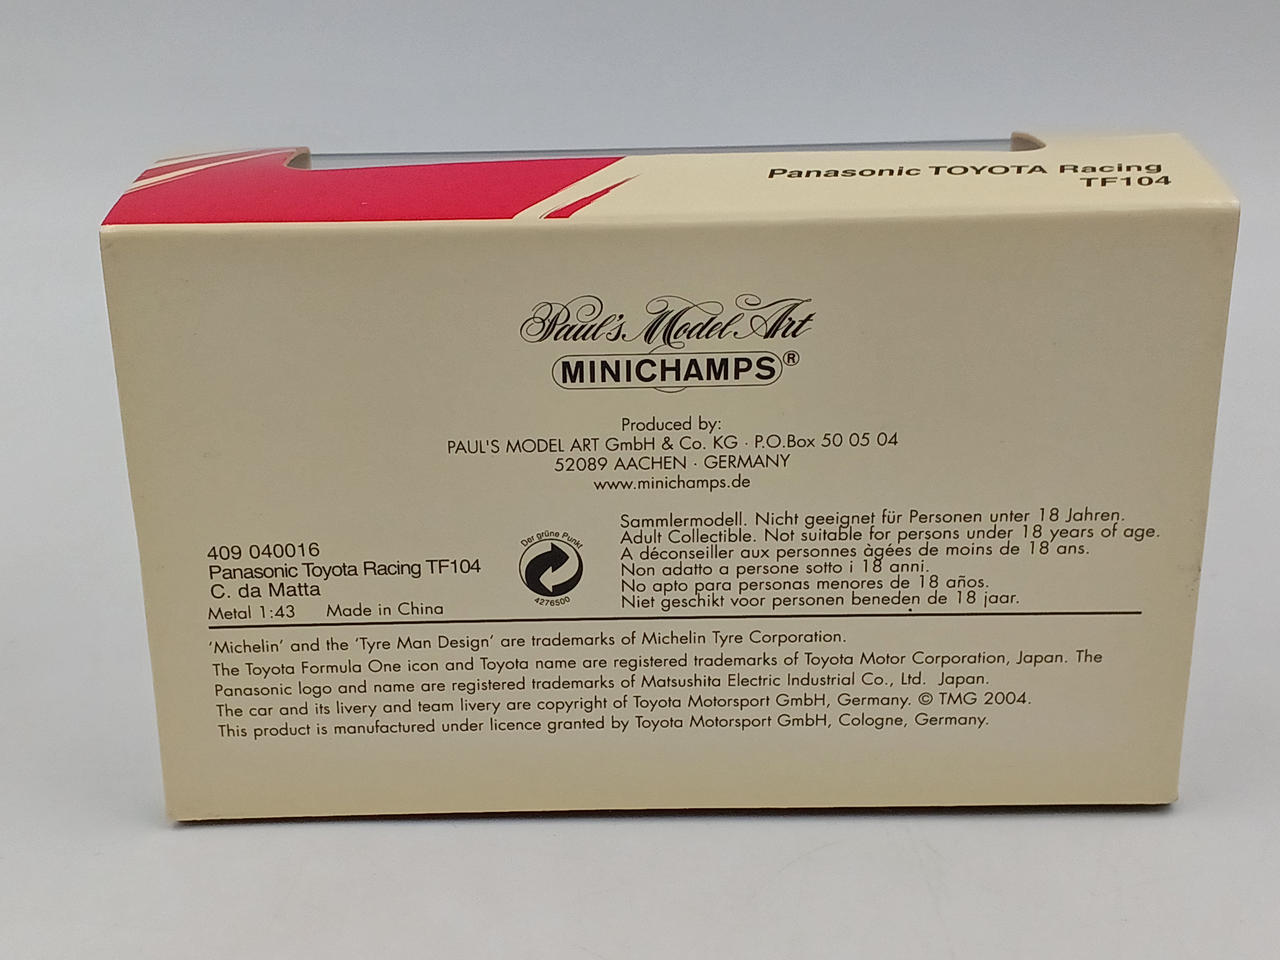 Panasonic TOYOTA Racing
TF104
Paul's Model Art
MINICHAMPS®
Produced by:
PAUL'S MODEL ART GmbH & Co. KG · P.O.Box 50 05 04
52089 AACHEN · GERMANY
www.minichamps.de
409 040016
Panasonic Toyota Racing TF104
C. da Matta
Metal 1:43 Made in China
Der grüne Punkt
4276500
Sammlermodell. Nicht geeignet für Personen unter 18 Jahren.
Adult Collectible. Not suitable for persons under 18 years of age.
A déconseiller aux personnes àgées de moins de 18 ans.
Non adatto a persone sotto i 18 anni.
No apto para personas menores de 18 años.
Niet geschikt voor personen beneden de 18 jaar.
'Michelin' and the 'Tyre Man Design' are trademarks of Michelin Tyre Corporation.
The Toyota Formula One icon and Toyota name are registered trademarks of Toyota Motor Corporation, Japan. The
Panasonic logo and name are registered trademarks of Matsushita Electric Industrial Co., Ltd. Japan.
The car and its livery and team livery are copyright of Toyota Motorsport GmbH, Germany. © TMG 2004.
This product is manufactured under licence granted by Toyota Motorsport GmbH, Cologne, Germany.